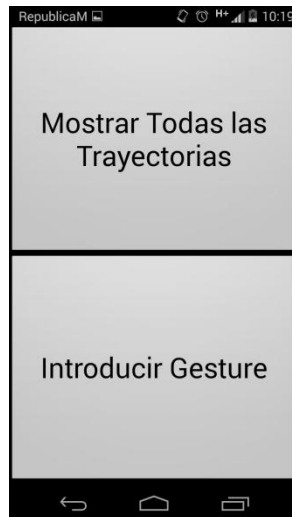 RepublicaM H+ 10:19
Mostrar Todas las
Trayectorias
Introducir Gesture